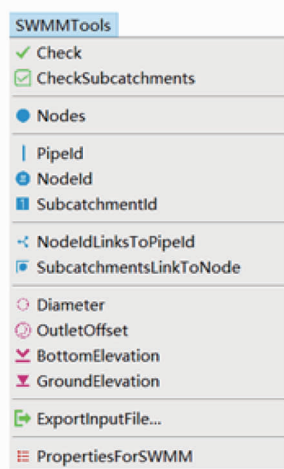 SWMMTools
Check
CheckSubcatchments
Nodes
PipeId
NodeId
SubcatchmentId
NodeIdLinksToPipeId
SubcatchmentsLinkToNode
Diameter
OutletOffset
BottomElevation
GroundElevation
ExportInputFile...
PropertiesForSWMM